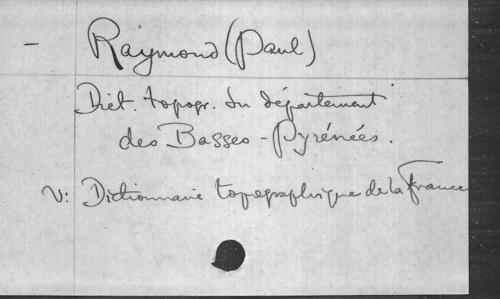 – Raymond (Paul)
Dict. topogr. du département
des Basses-Pyrénées.
V: Dictionnaire topographique de la France